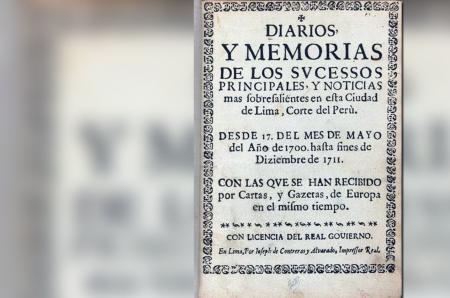 DIARIOS,
Y MEMORIAS
DE LOS SVCESSOS
PRINCIPALES, Y NOTICIAS
mas sobresalientes en esta Ciudad
de Lima, Corte del Perù.
DESDE 17. DEL MES DE MAYO
del Año de 1700. hasta fines de
Diziembre de 1711.
CON LAS QVE SE HAN RECIBIDO
por Cartas, y Gazetas, de Europa
en el mismo tiempo.
CON LICENCIA DEL REAL GOUIERNO.
En Lima, Por Ioseph de Contreras y Alvarado, Impressor Real.